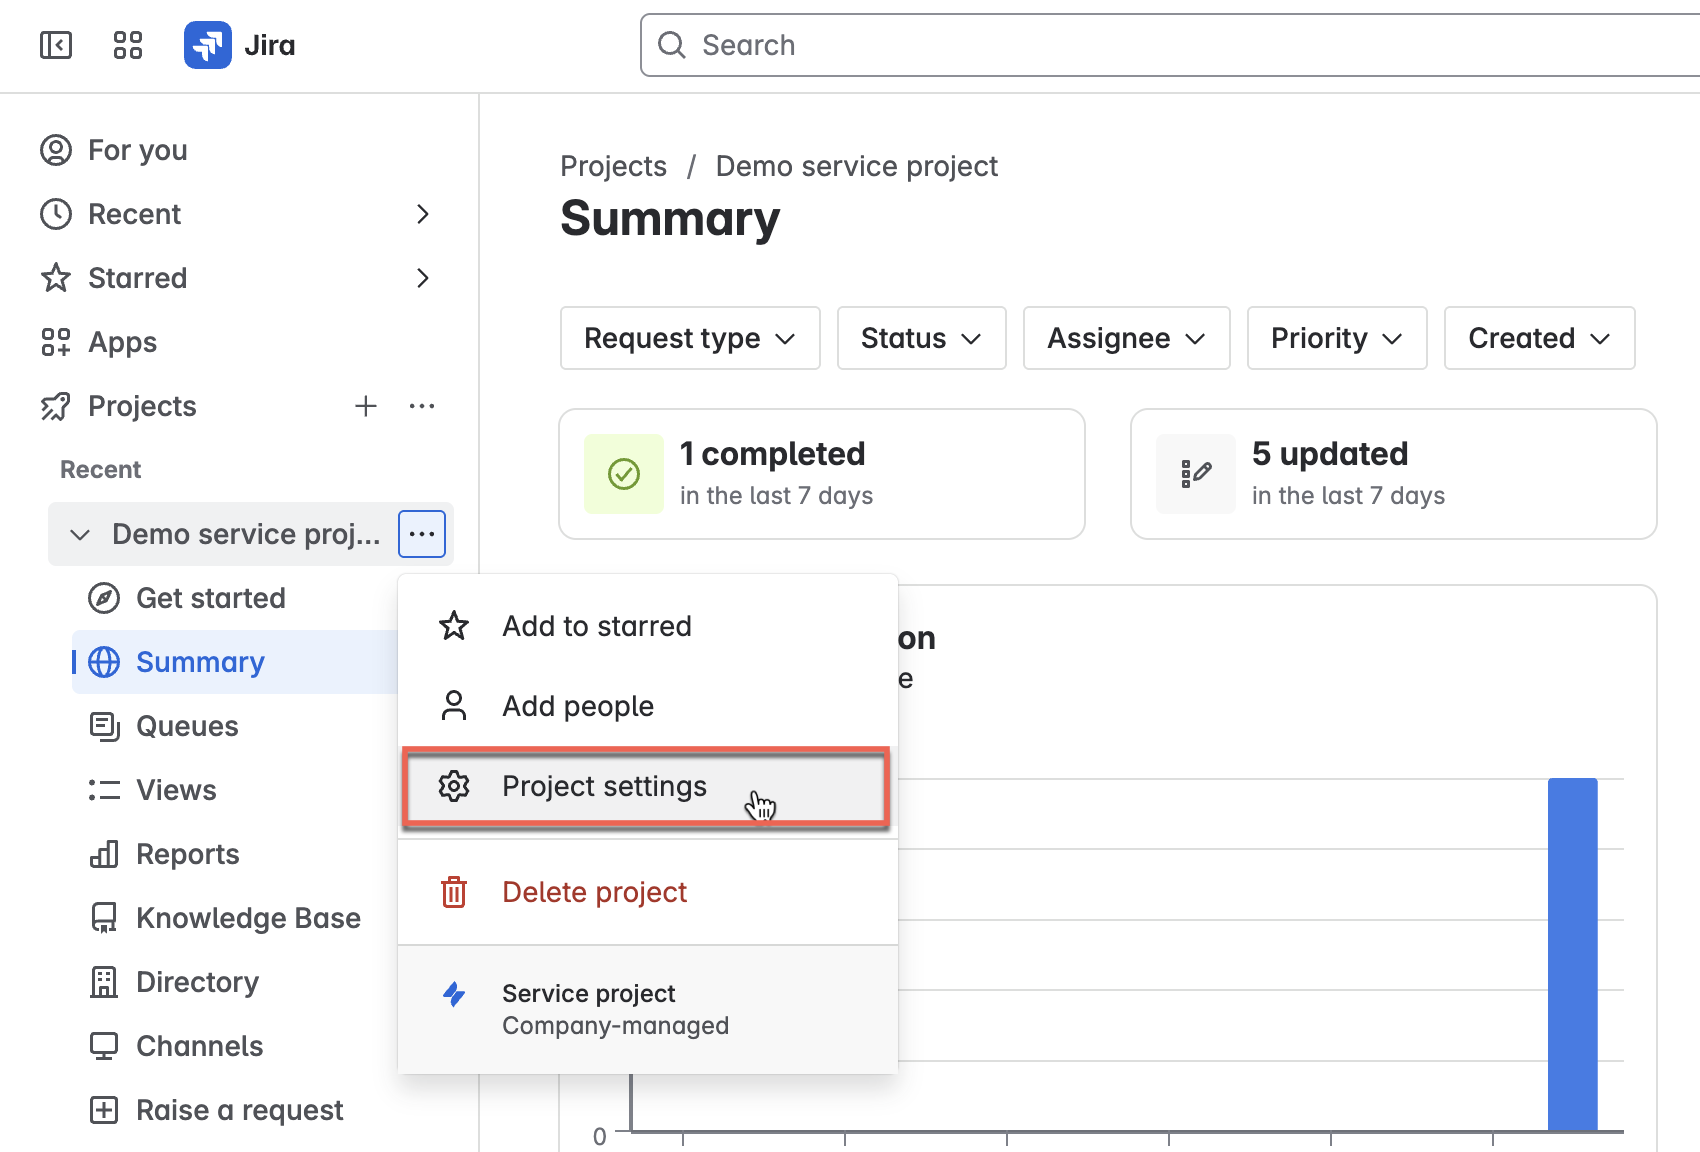 Jira
Search
For you
Recent
Starred
Apps
Projects
Recent
Demo service proj...
Get started
Summary
Queues
Views
Reports
Knowledge Base
Directory
Channels
Raise a request
Projects / Demo service project
Summary
Request type
Status
Assignee
Priority
Created
1 completed
in the last 7 days
5 updated
in the last 7 days
on
e
Add to starred
Add people
Project settings
Delete project
Service project
Company-managed
0